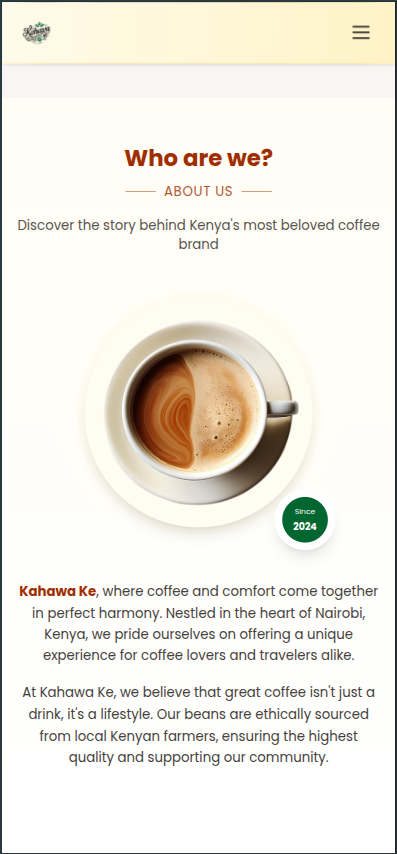 Kahawa
Who are we?
ABOUT US
Discover the story behind Kenya's most beloved coffee
brand
Since
2024
Kahawa Ke, where coffee and comfort come together
in perfect harmony. Nestled in the heart of Nairobi,
Kenya, we pride ourselves on offering a unique
experience for coffee lovers and travelers alike.
At Kahawa Ke, we believe that great coffee isn't just a
drink, it's a lifestyle. Our beans are ethically sourced
from local Kenyan farmers, ensuring the highest
quality and supporting our community.